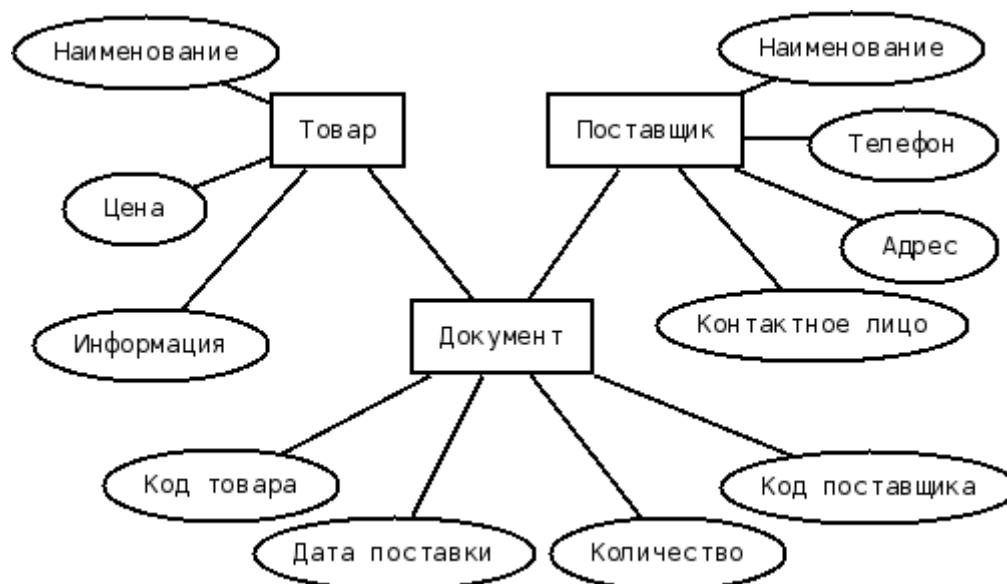 Наименование
Наименование
Товар
Поставщик
Телефон
Цена
Адрес
Информация
Документ
Контактное лицо
Код товара
Код поставщика
Дата поставки
Количество